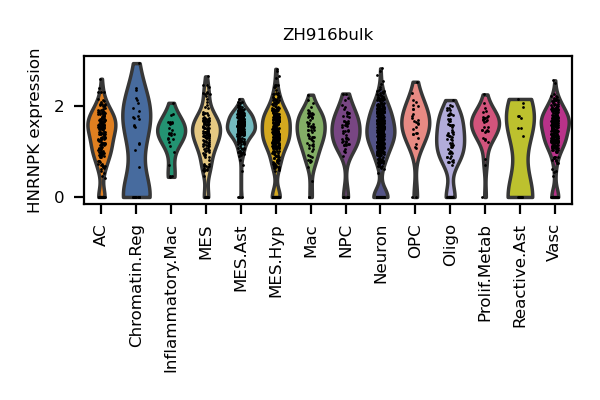 ZH916bulk
HNRNPK expression
2
0
AC
Chromatin.Reg
Inflammatory.Mac
MES
MES.Ast
MES.Hyp
Mac
NPC
Neuron
OPC
Oligo
Prolif.Metab
Reactive.Ast
Vasc